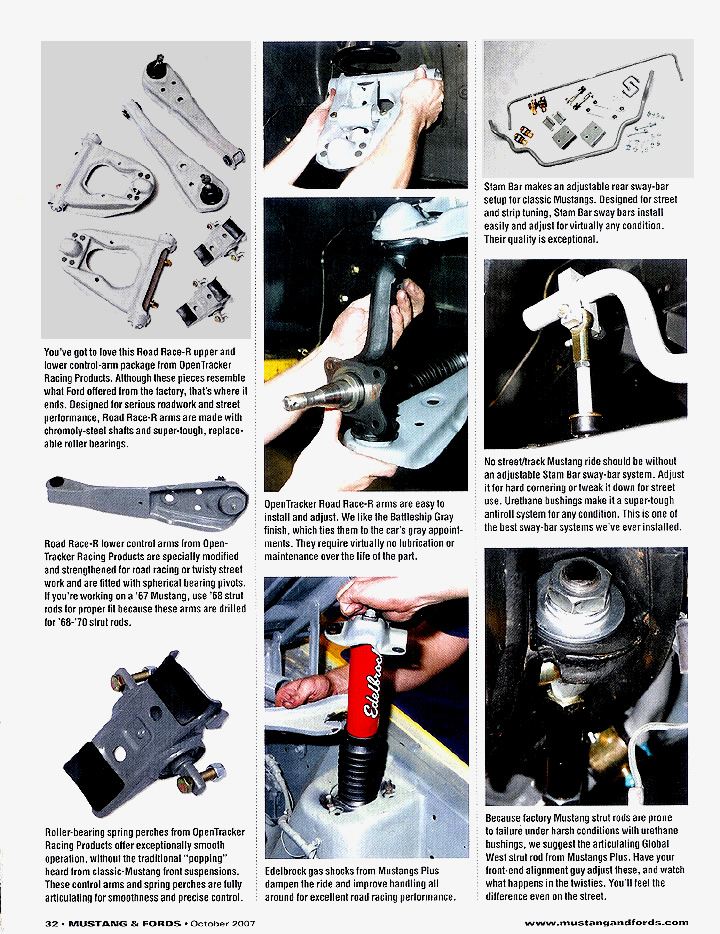 You've got to love this Road Race-R upper and
lower control-arm package from OpenTracker
Racing Products. Although these pieces resemble
what Ford offered from the factory, that's where it
ends. Designed for serious roadwork and street
performance, Road Race-R arms are made with
chromoly-steel shafts and super-tough, replace-
able roller bearings.
Road Race-R lower control arms from Open-
Tracker Racing Products are specially modified
and strengthened for road racing or twisty street
work and are fitted with spherical bearing pivots.
If you're working on a '67 Mustang, use '68 strut
rods for proper fit because these arms are drilled
for '68-'70 strut rods.
Roller-bearing spring perches from OpenTracker
Racing Products offer exceptionally smooth
operation, without the traditional "popping"
heard from classic-Mustang front suspensions.
These control arms and spring perches are fully
articulating for smoothness and precise control.
OpenTracker Road Race-R arms are easy to
install and adjust. We like the Battleship Gray
finish, which ties them to the car's gray appoint-
ments. They require virtually no lubrication or
maintenance over the life of the part.
Edelbrock
Edelbrock gas shocks from Mustangs Plus
dampen the ride and improve handling all
around for excellent road racing performance.
Stam Bar makes an adjustable rear sway-bar
setup for classic Mustangs. Designed for street
and strip tuning, Stam Bar sway bars install
easily and adjust for virtually any condition.
Their quality is exceptional.
No street/track Mustang ride should be without
an adjustable Stam Bar sway-bar system. Adjust
it for hard cornering or tweak it down for street
use. Urethane bushings make it a super-tough
antiroll system for any condition. This is one of
the best sway-bar systems we've ever installed.
Because factory Mustang strut rods are prone
to failure under harsh conditions with urethane
bushings, we suggest the articulating Global
West strut rod from Mustangs Plus. Have your
front-end alignment guy adjust these, and watch
what happens in the twisties. You'll feel the
difference even on the street.
32 • MUSTANG & FORDS • October 2007
www.mustangandfords.com